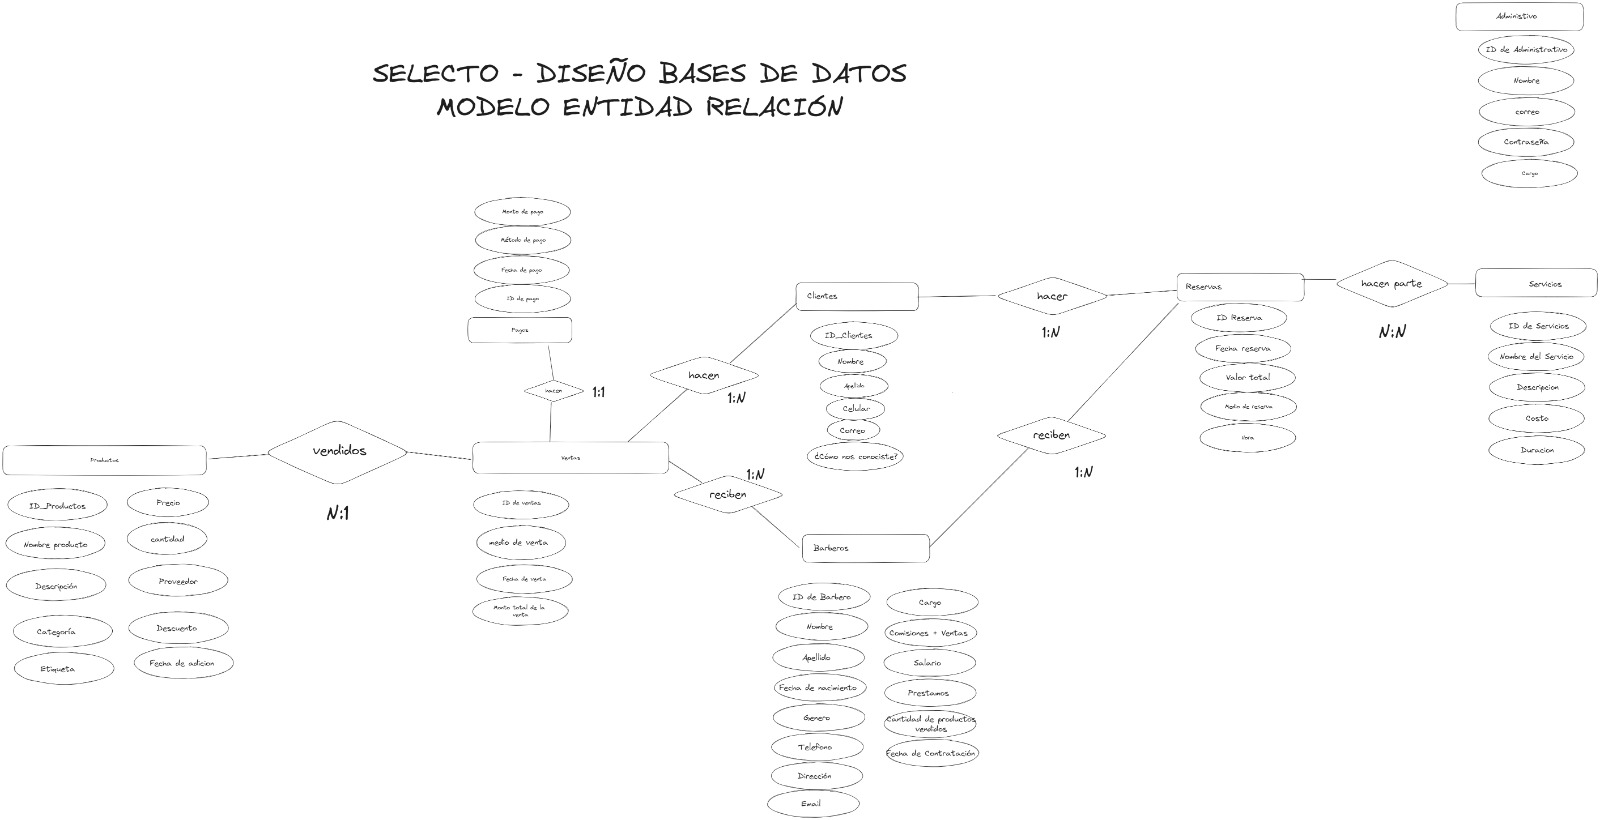 SELECTO - DISEÑO BASES DE DATOS
MODELO ENTIDAD RELACIÓN
Administivo
ID de Administrativo
Nombre
correo
Contraseña
Cargo
Monto de pago
Método de pago
Fecha de pago
ID de pago
Pagos
hacen
1:1
Productos
ID_Productos
Nombre producto
Descripción
Categoría
Etiqueta
Precio
cantidad
Proveedor
Descuento
Fecha de adicion
vendidos
N:1
Ventas
ID de ventas
medio de venta
Fecha de venta
Monto total de la
venta
hacen
1:N
reciben
1:N
Clientes
ID_Clientes
Nombre
Apellido
Celular
Correo
¿Cómo nos conociste?
hacer
1:N
Barberos
ID de Barbero
Nombre
Apellido
Fecha de nacimiento
Genero
Telefono
Dirección
Email
Cargo
Comisiones + Ventas
Salario
Prestamos
Cantidad de productos
vendidos
Fecha de Contratación
reciben
1:N
Reservas
ID Reserva
Fecha reserva
Valor total
Medio de reserva
Hora
hacen parte
N:N
Servicios
ID de Servicios
Nombre del Servicio
Descripcion
Costo
Duracion